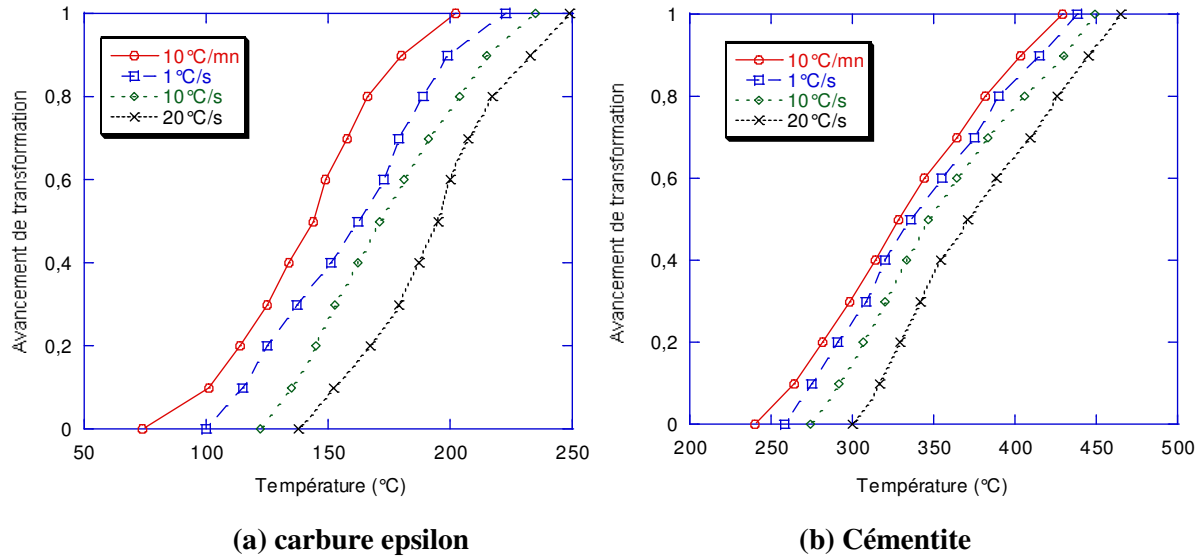 1
0,8
0,6
0,4
0,2
0
Avancement de transformation
10°C/mn
1°C/s
10°C/s
20°C/s
50
100
150
200
250
Température (°C)
(a) carbure epsilon
1
0,8
0,6
0,4
0,2
0
Avancement de transformation
10°C/mn
1°C/s
10°C/s
20°C/s
200
250
300
350
400
450
500
Température (°C)
(b) Cémentite